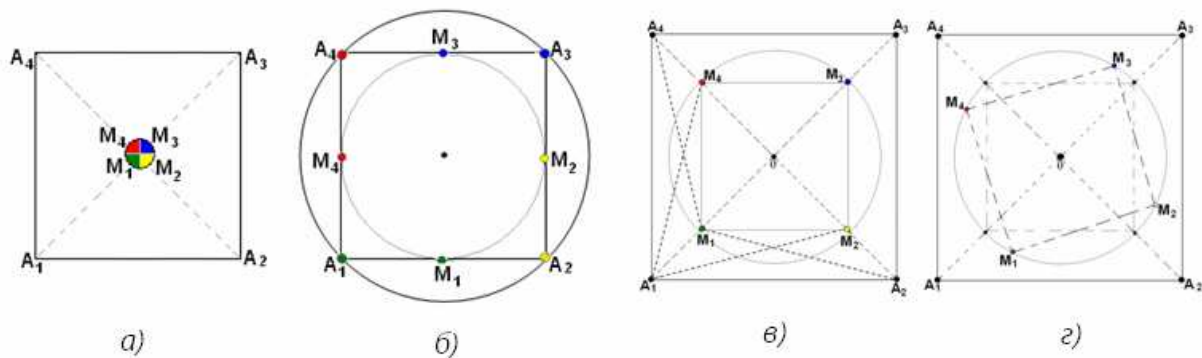 A4 A3
M4 M3
M1 M2
A1 A2
а)
A4 M3 A3
M4 M2
A1 M1 A2
б)
A4 A3
M4 M3
0
M1 M2
A1 A2
в)
A4 A3
M3
M4
0
M2
M1
A1 A2
г)